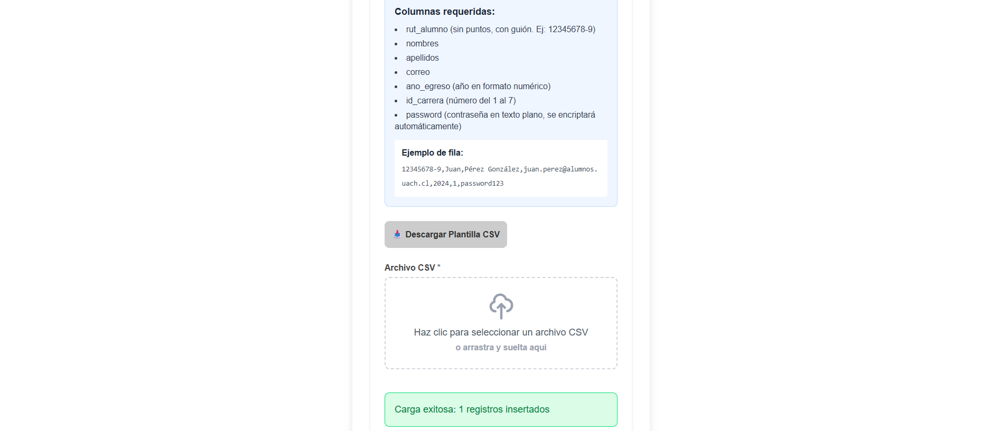 Columnas requeridas:
• rut_alumno (sin puntos, con guión. Ej: 12345678-9)
• nombres
• apellidos
• correo
• ano_egreso (año en formato numérico)
• id_carrera (número del 1 al 7)
• password (contraseña en texto plano, se encriptará
automáticamente)
Ejemplo de fila:
12345678-9,Juan,Pérez González,juan.perez@alumnos.
uach.cl,2024,1,password123
Descargar Plantilla CSV
Archivo CSV *
Haz clic para seleccionar un archivo CSV
o arrastra y suelta aquí
Carga exitosa: 1 registros insertados